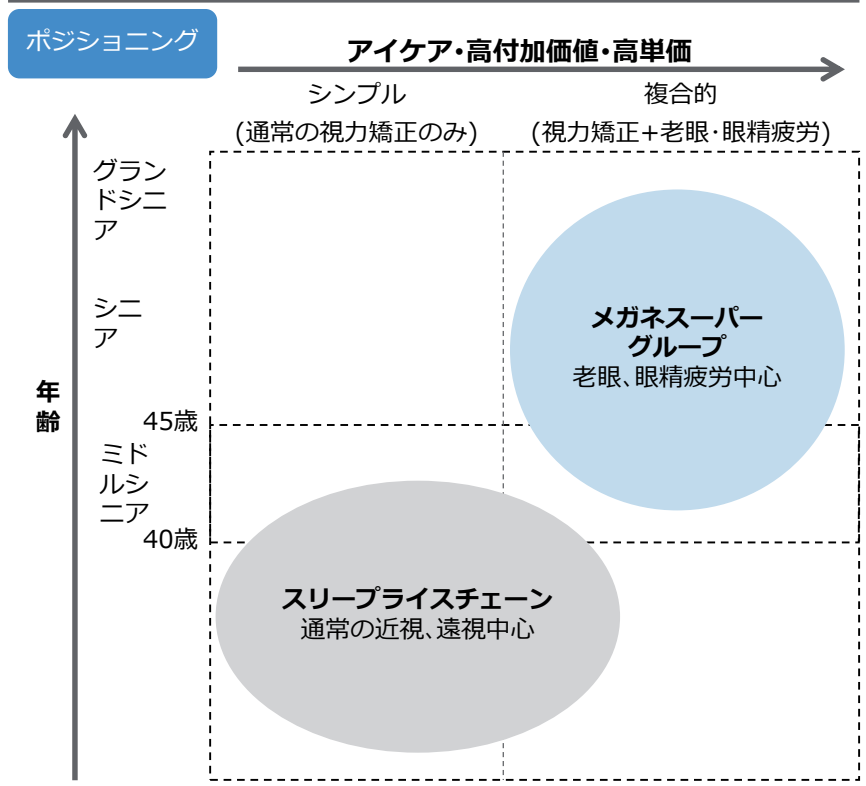 ポジショニング
アイケア・高付加価値・高単価
シンプル
(通常の視力矯正のみ)
複合的
(視力矯正+老眼・眼精疲労)
グラン
ドシニ
ア
シニ
ア
メガネスーパー
グループ
老眼、眼精疲労中心
年
齢
45歳
ミド
ルシ
ニア
40歳
スリープライスチェーン
通常の近視、遠視中心